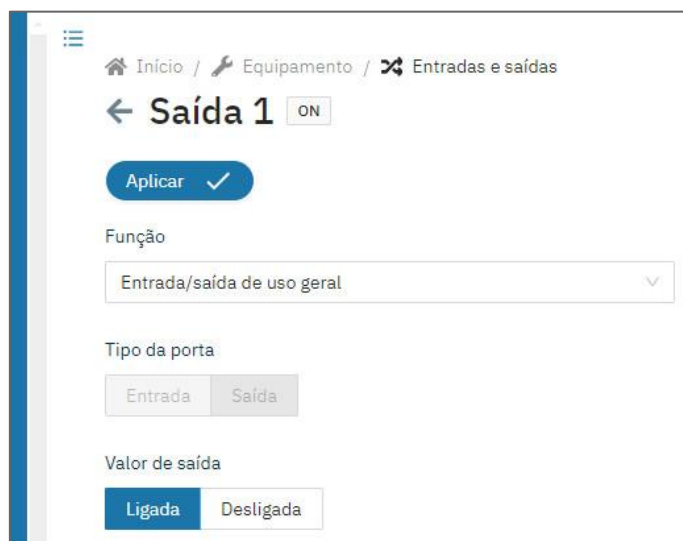 Início / Equipamento / Entradas e saídas
Saída 1 ON
Aplicar
Função
Entrada/saída de uso geral
Tipo da porta
Entrada Saída
Valor de saída
Ligada Desligada